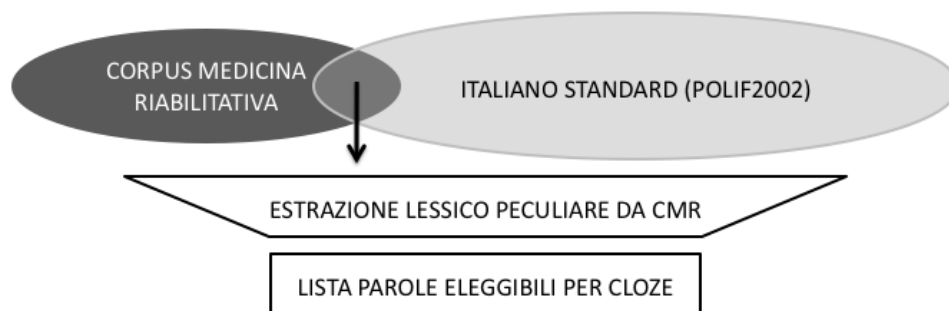 CORPUS MEDICINA
RIABILITATIVA
ITALIANO STANDARD (POLIF2002)
ESTRAZIONE LESSICO PECULIARE DA CMR
LISTA PAROLE ELEGGIBILI PER CLOZE